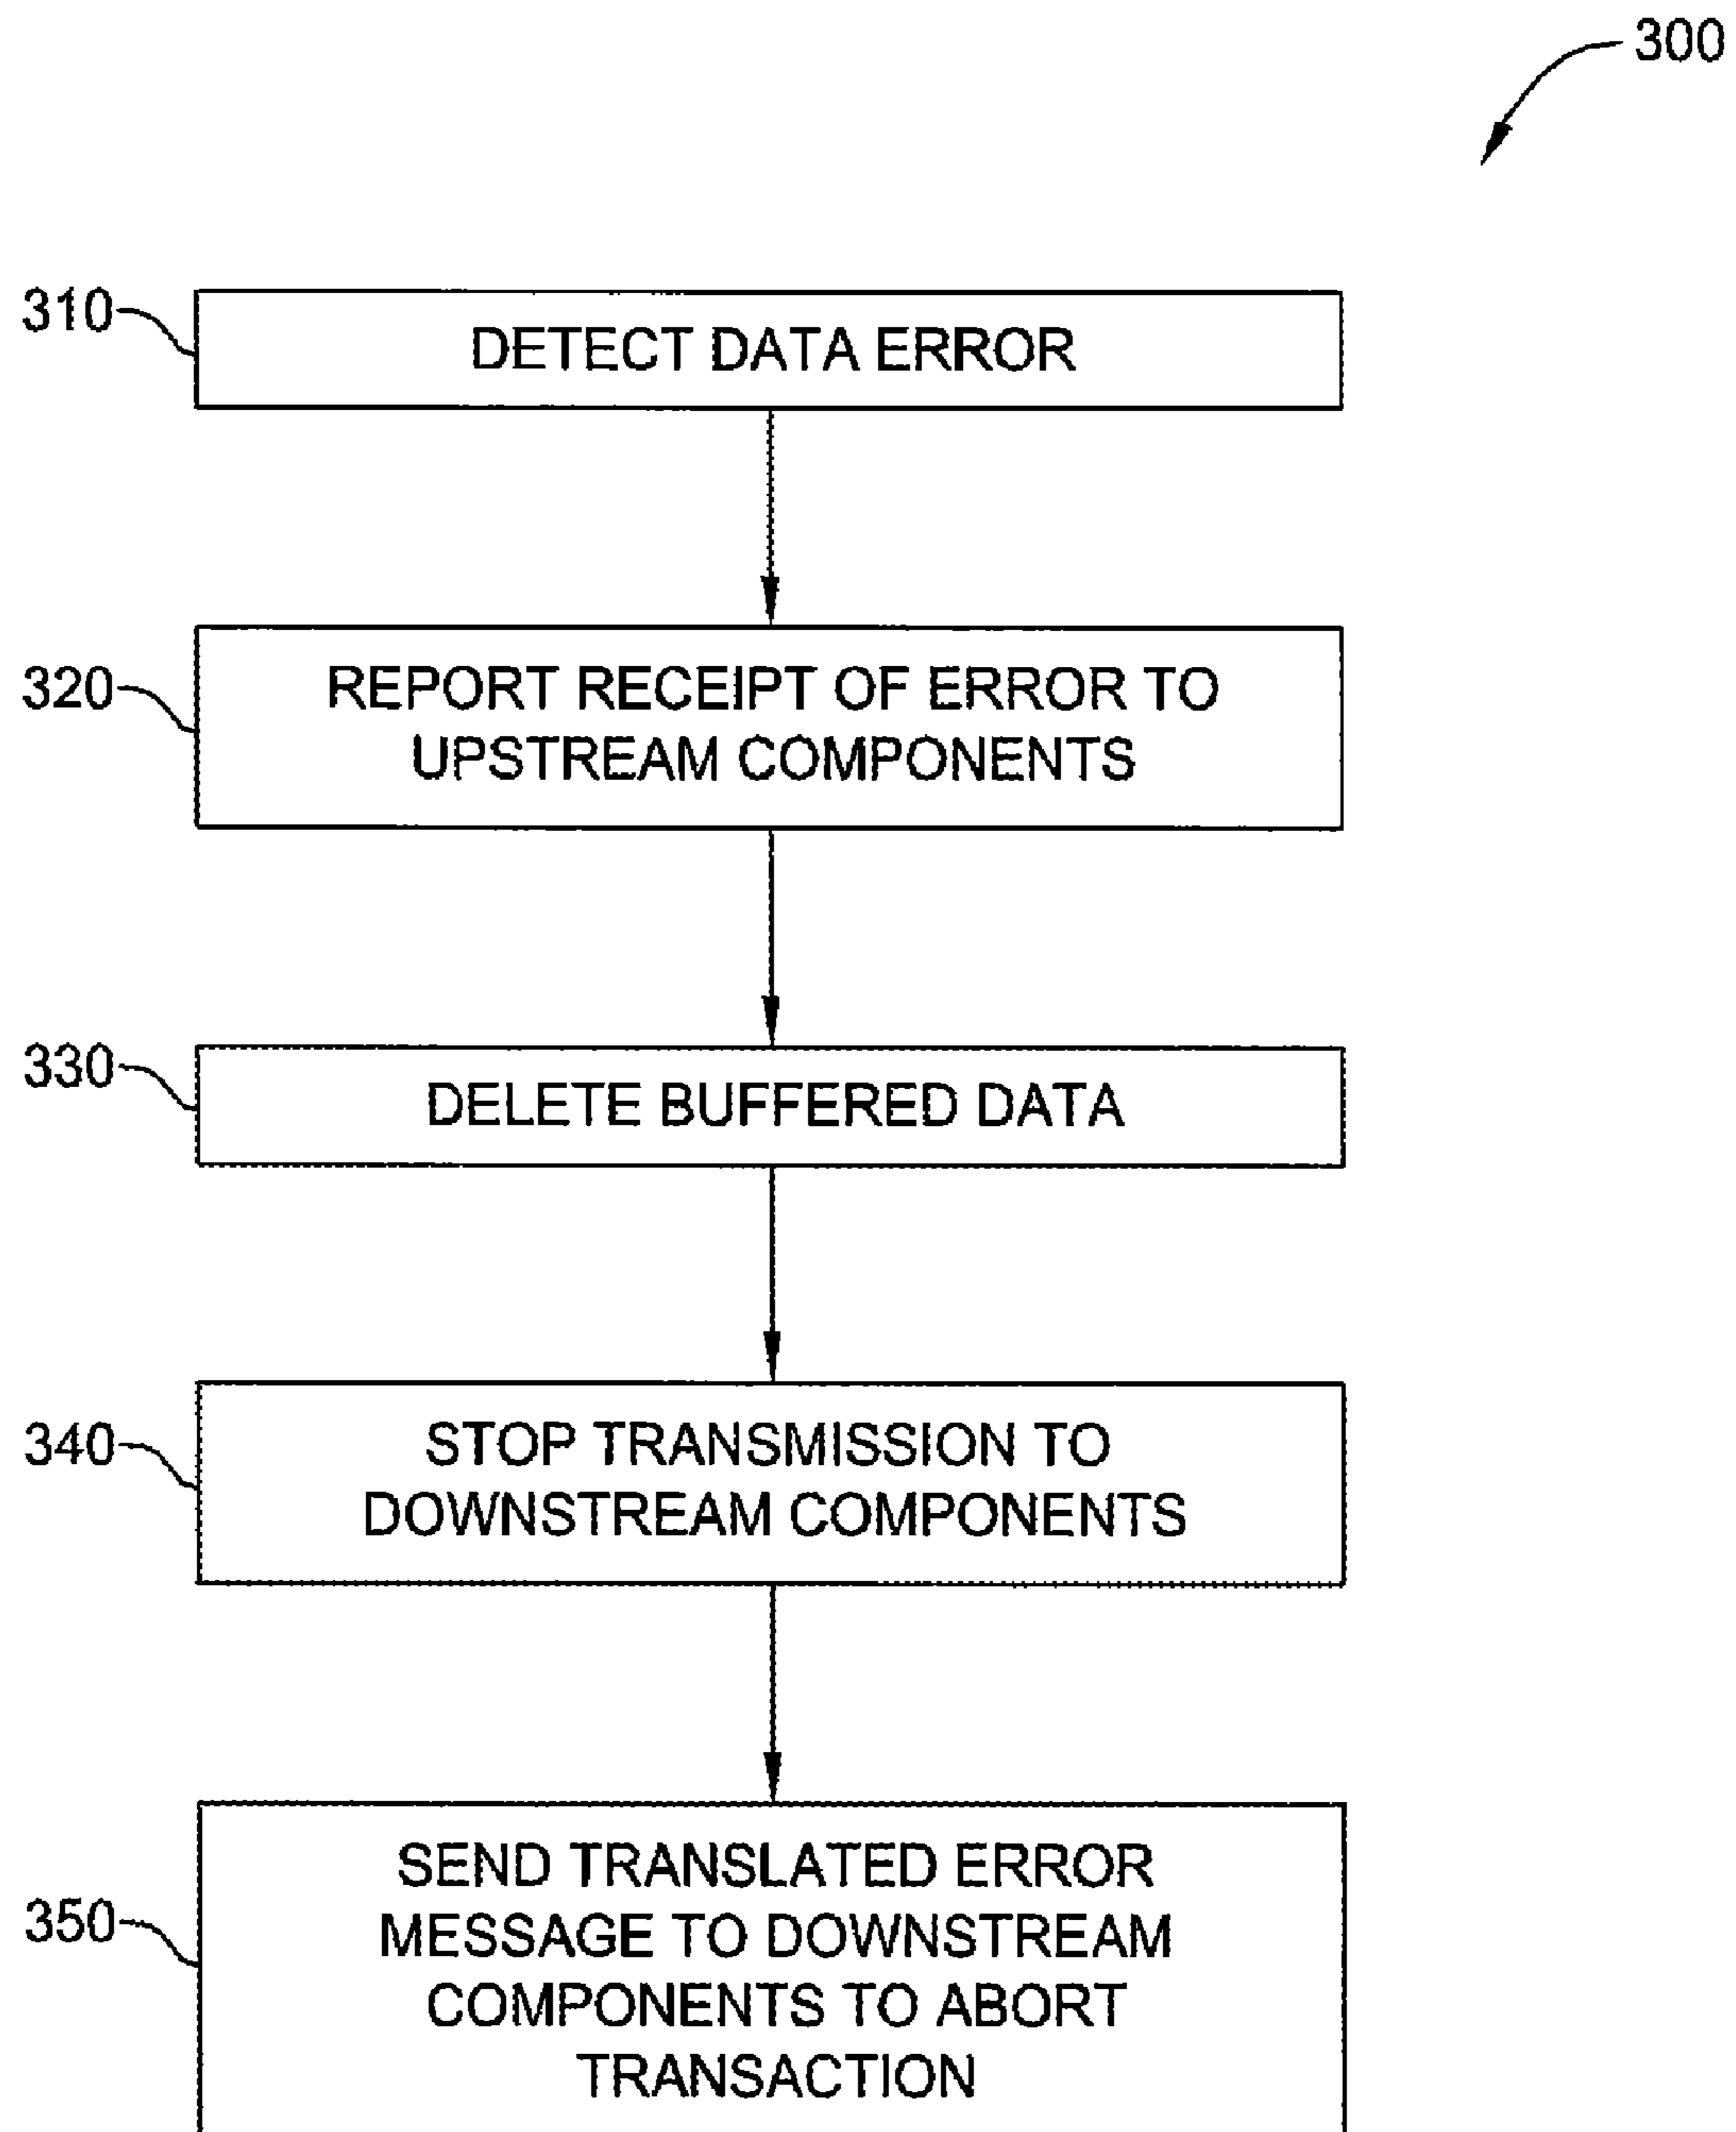 300
310
DETECT DATA ERROR
320
REPORT RECEIPT OF ERROR TO
UPSTREAM COMPONENTS
330
DELETE BUFFERED DATA
340
STOP TRANSMISSION TO
DOWNSTREAM COMPONENTS
350
SEND TRANSLATED ERROR
MESSAGE TO DOWNSTREAM
COMPONENTS TO ABORT
TRANSACTION